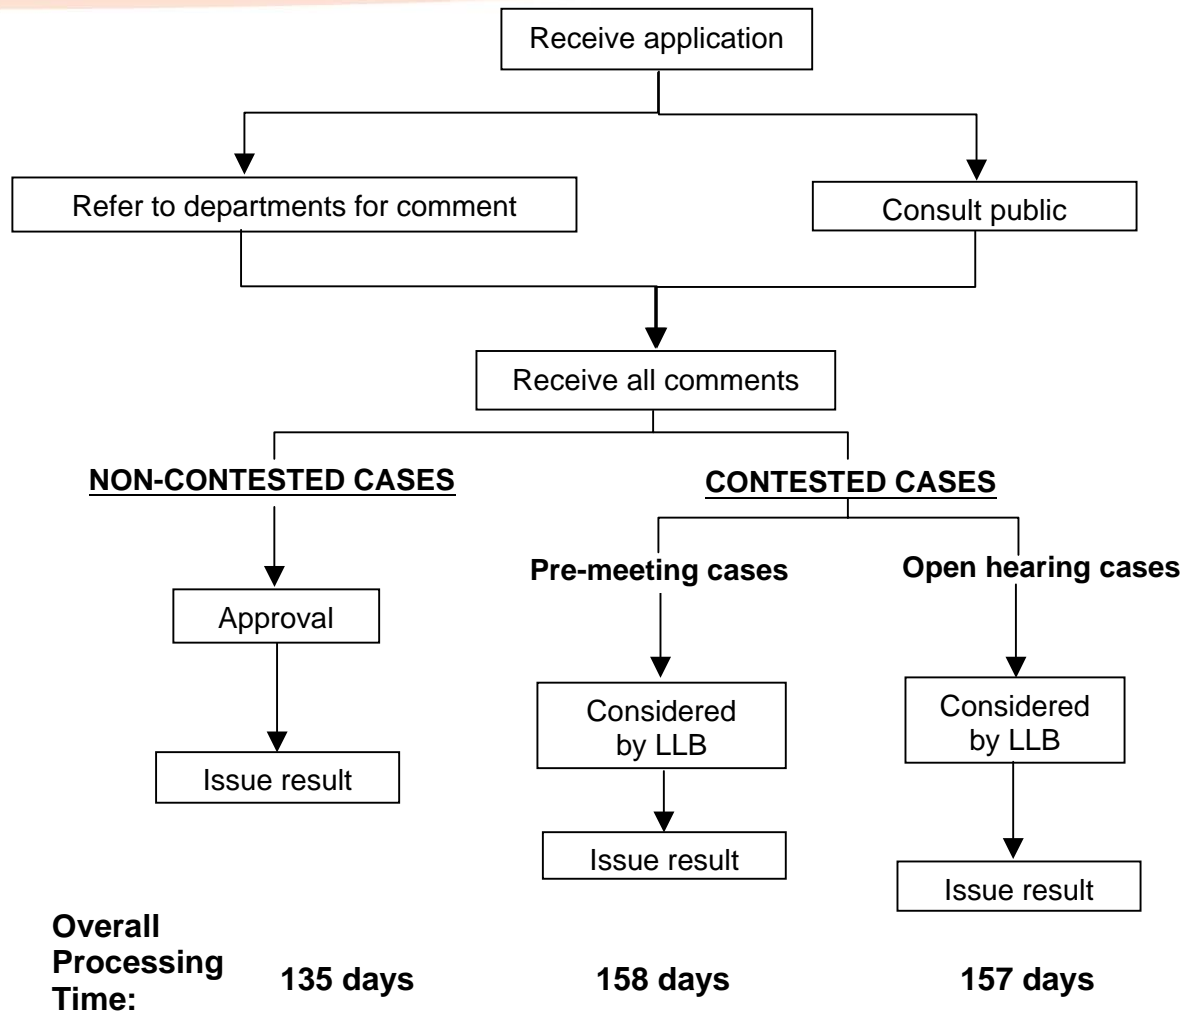 Receive application
Refer to departments for comment
Consult public
Receive all comments
NON-CONTESTED CASES
CONTESTED CASES
Pre-meeting cases
Open hearing cases
Approval
Considered
by LLB
Considered
by LLB
Issue result
Issue result
Issue result
Overall
Processing
Time:
135 days
158 days
157 days